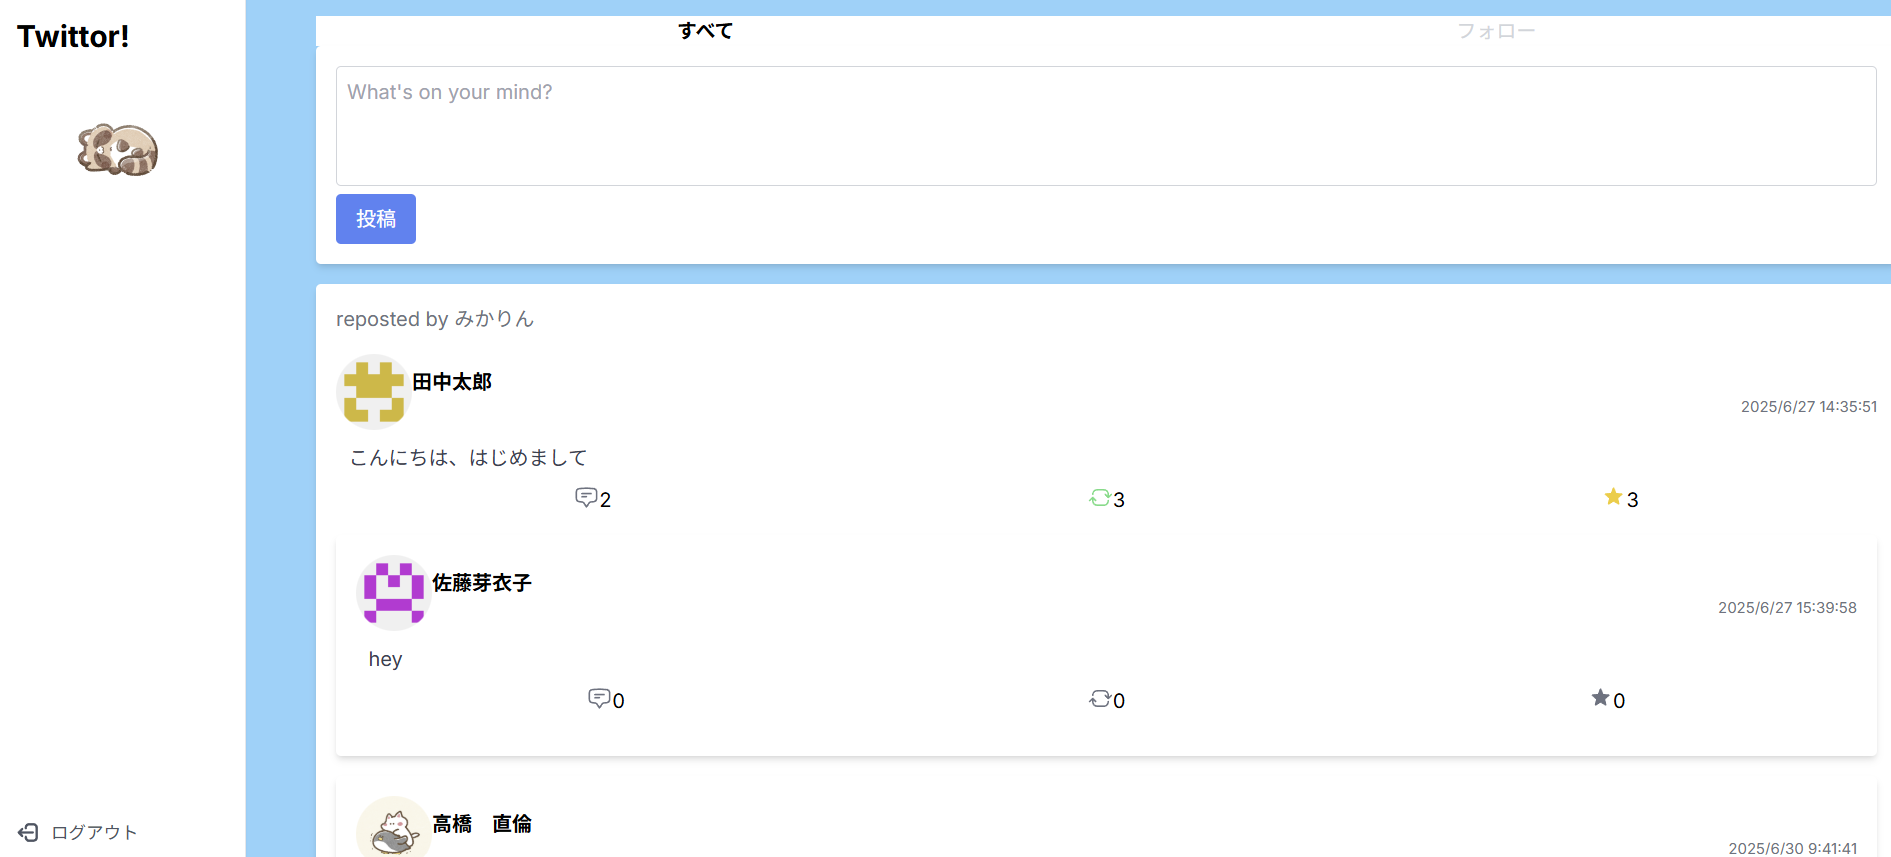 Twittor!
すべて
フォロー
What's on your mind?
投稿
reposted by みかりん
田中太郎
2025/6/27 14:35:51
こんにちは、はじめまして
2
3
3
佐藤芽衣子
2025/6/27 15:39:58
hey
0
0
0
高橋　直倫
2025/6/30 9:41:41
ログアウト